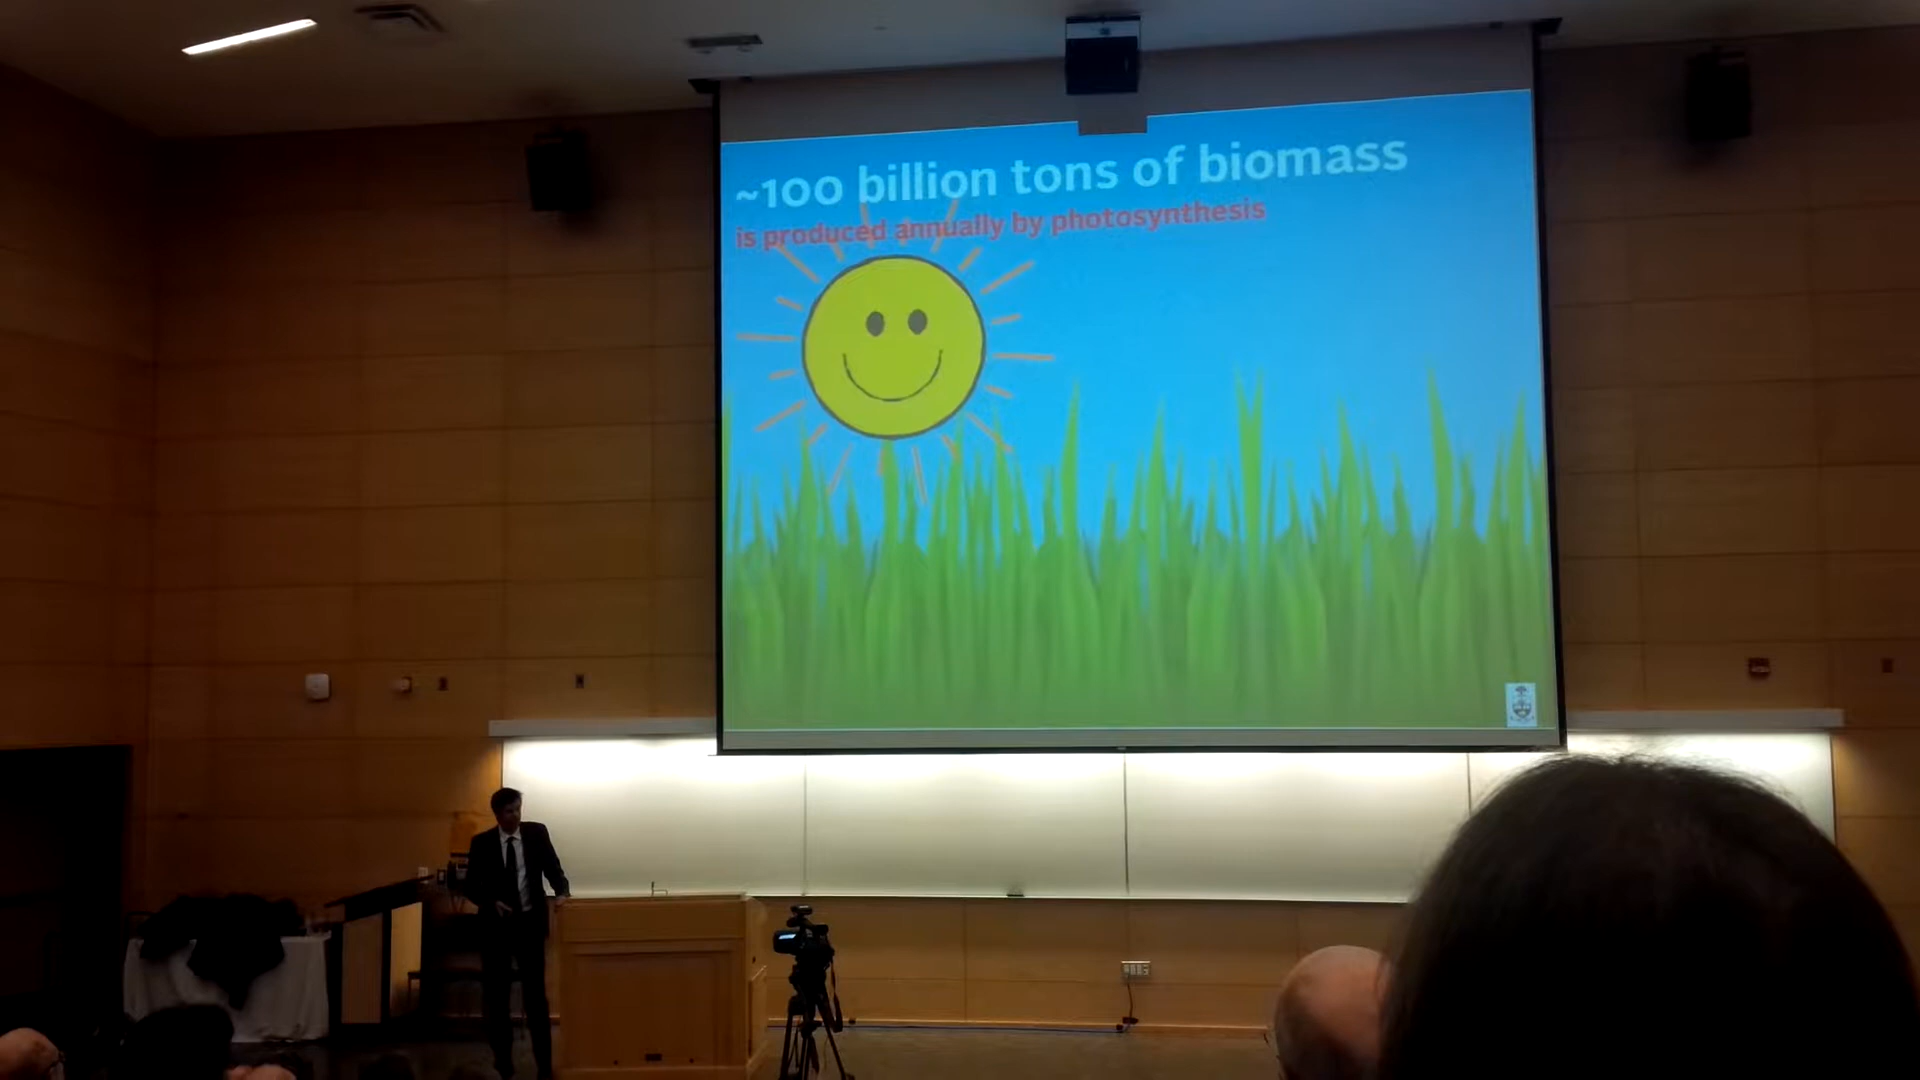 ~100 billion tons of biomass
is produced annually by photosynthesis